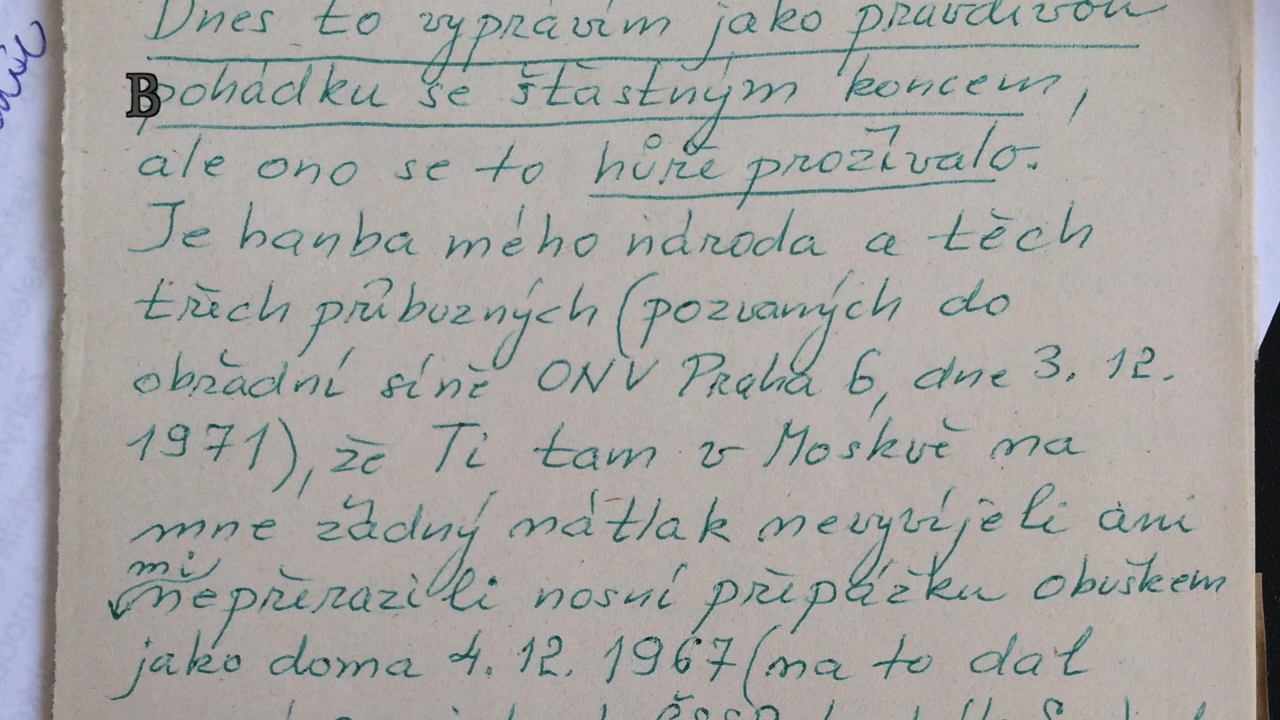 Dnes to vyprávím jako pravdivou
pohádku se šťastným koncem,
B
ale ono se to hůře prožívalo.
Je hanba mého národa a těch
třech příbuzných (pozvaných do
obřadní síně ONV Praha 6, dne 3. 12.
1971), že Ti tam v Moskvě na
mne žádný nátlak nevyvíjeli ani
mi
nepřerazili nosní přepážku obuškem
jako doma 4. 12. 1967 (na to dal